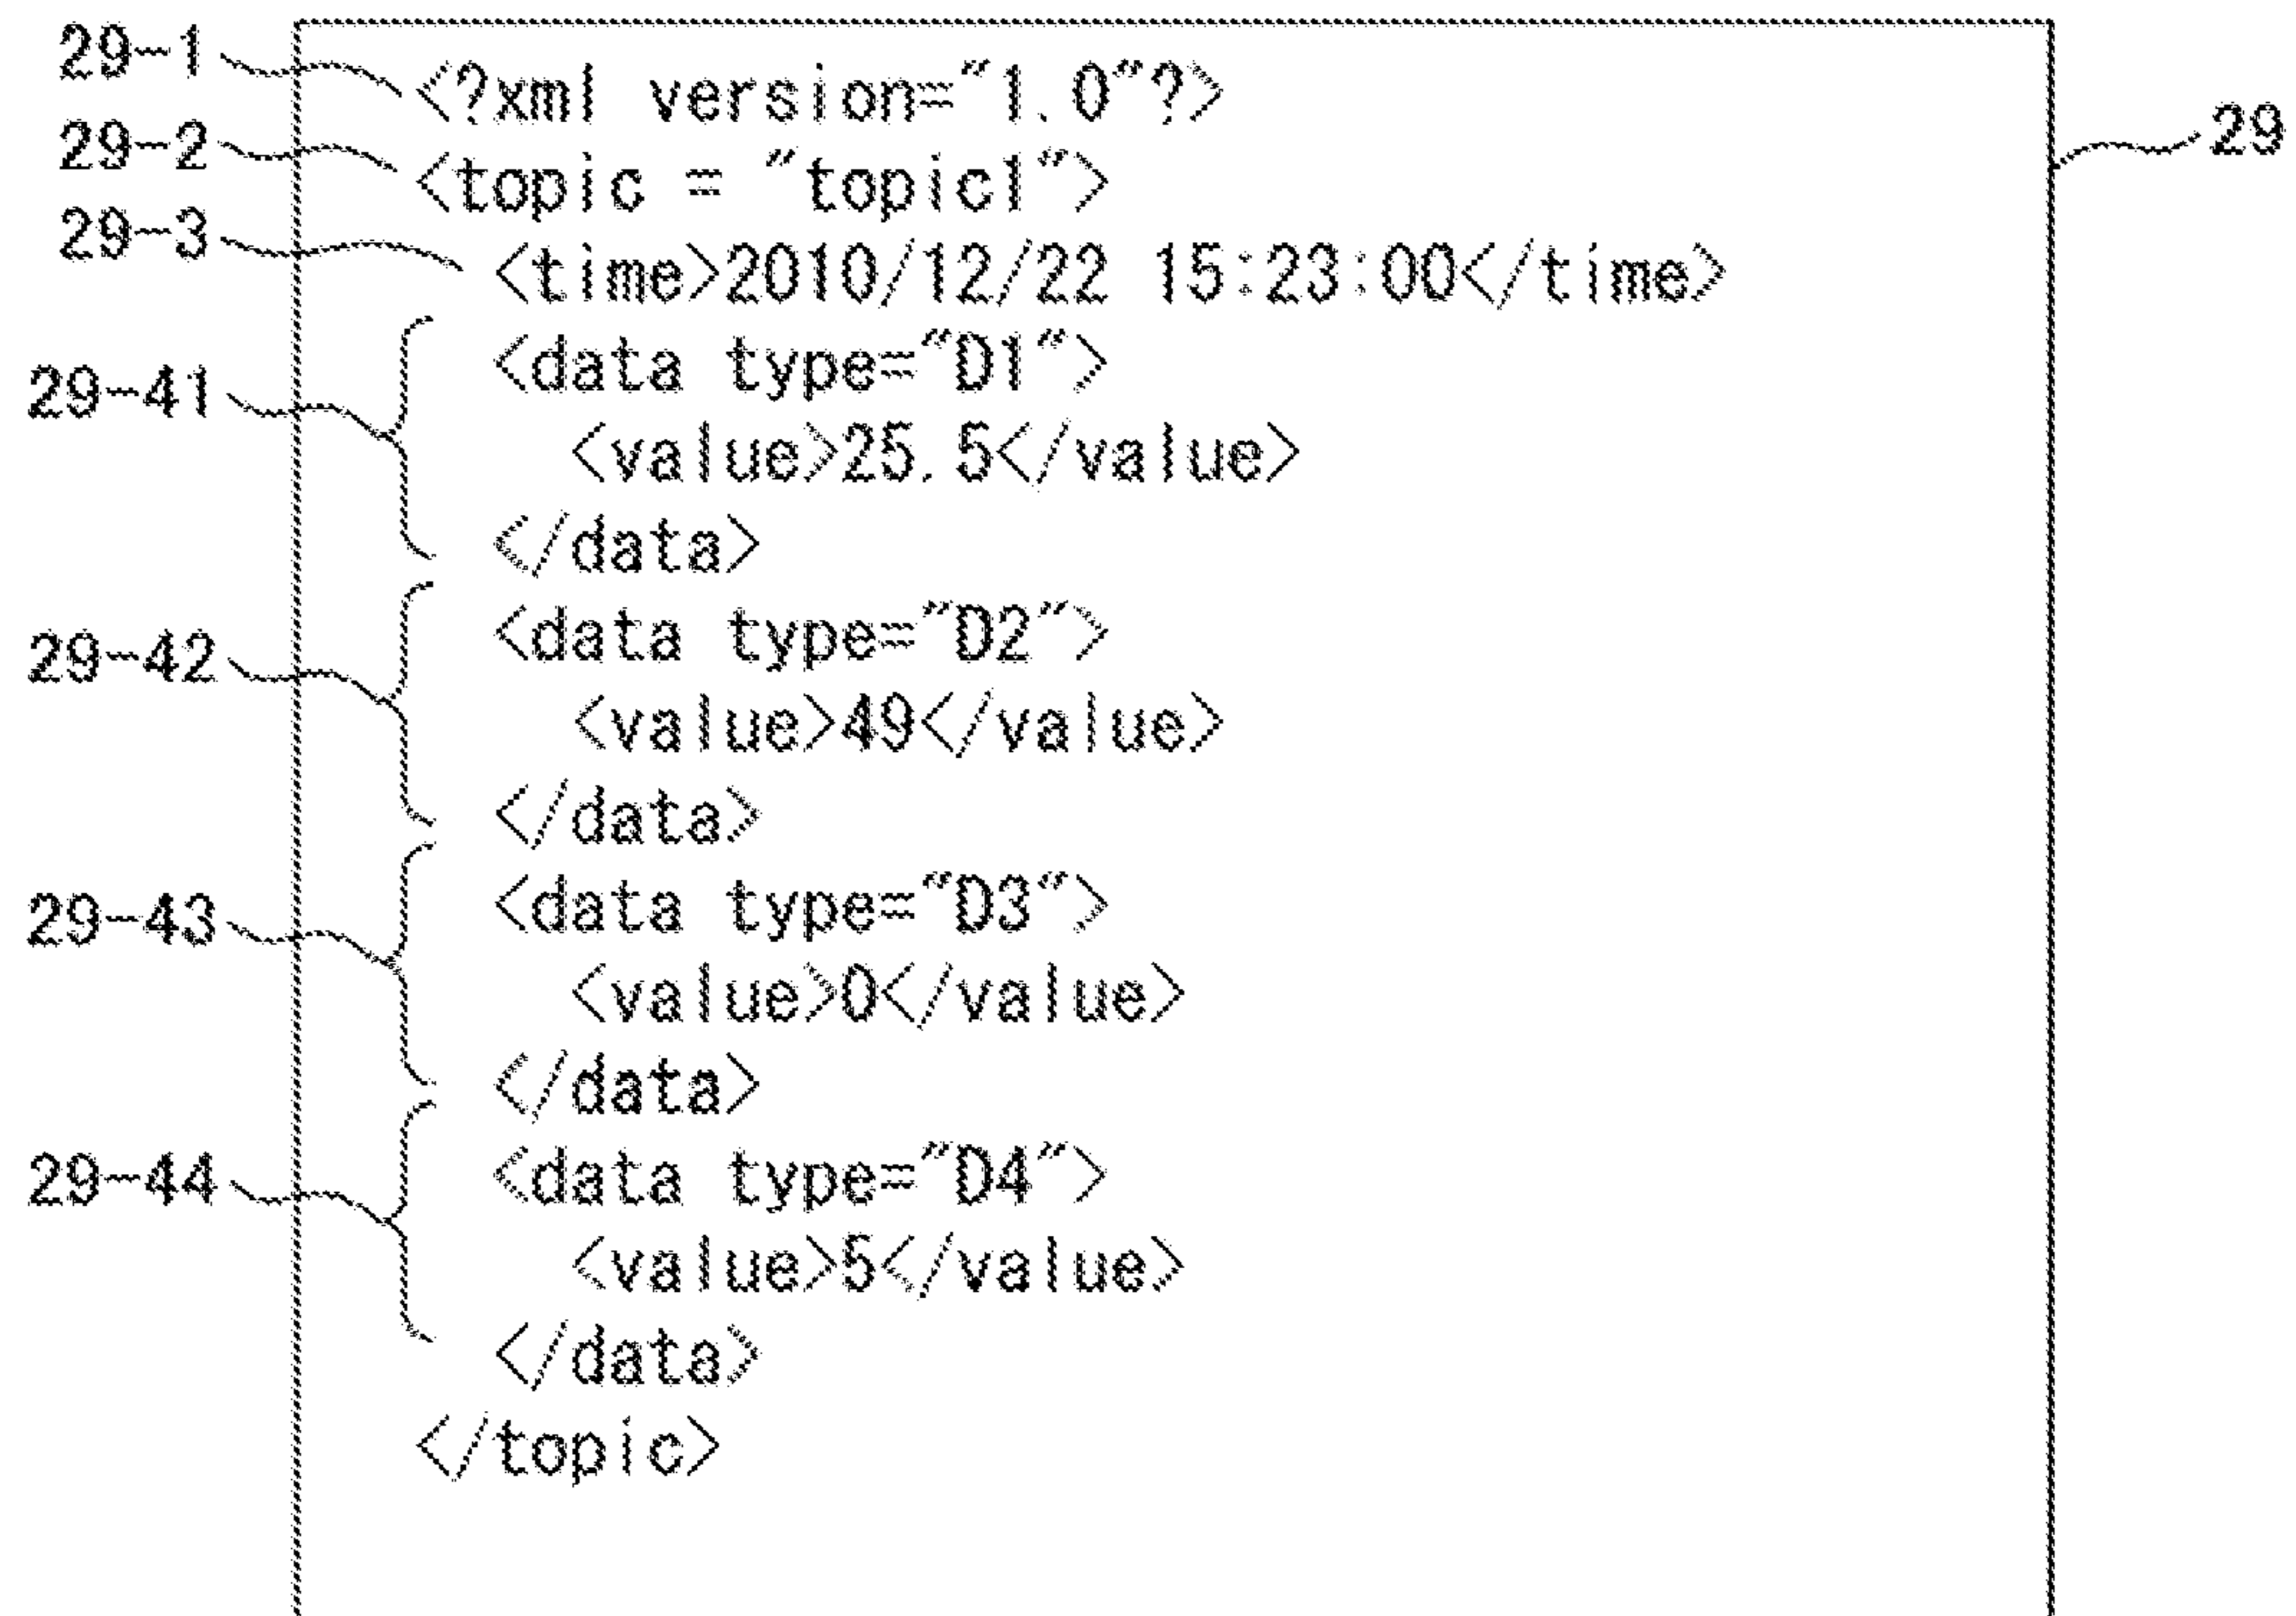 29-1 <?xml version="1.0"?>
29-2 <topic = "topic1"> 29
29-3 <time>2010/12/22 15:23:00</time>
<data type="D1">
29-41 <value>25.5</value>
</data>
<data type="D2">
29-42 <value>49</value>
</data>
<data type="D3">
29-43 <value>0</value>
</data>
<data type="D4">
29-44 <value>5</value>
</data>
</topic>